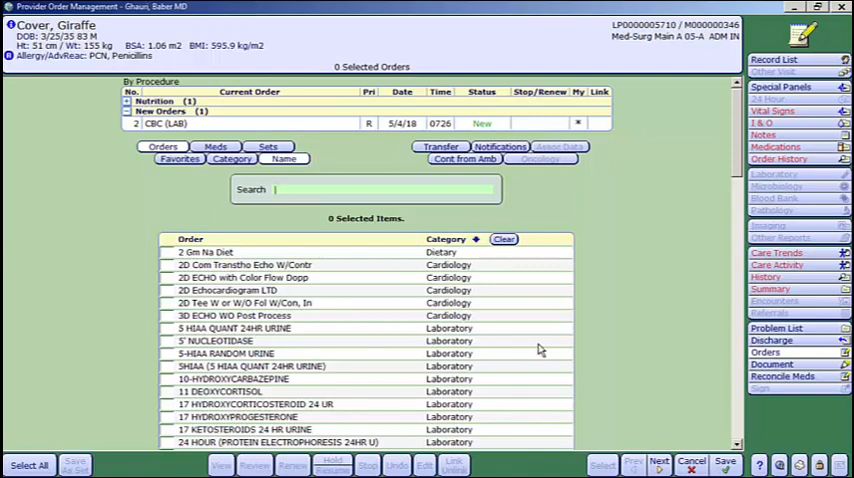 Provider Order Management - Ghauri, Baber MD
Cover, Giraffe
DOB: 3/25/35 83 M
Ht: 51 cm / Wt: 155 kg BSA: 1.06 m2 BMI: 595.9 kg/m2
Allergy/AdvReac: PCN, Penicillins
LP0000005710 / M000000346
Med-Surg Main A 05-A ADM IN
0 Selected Orders
By Procedure
No. Current Order Pri Date Time Status Stop/Renew My Link
Nutrition (1)
New Orders (1)
2 CBC (LAB) R 5/4/18 0726 New *
Orders Meds Sets Transfer Notifications Assoc Data
Favorites Category Name Cont from Amb Oncology
Search
0 Selected Items.
Order Category Clear
2 Gm Na Diet Dietary
2D Com Transtho Echo W/Contr Cardiology
2D ECHO with Color Flow Dopp Cardiology
2D Echocardiogram LTD Cardiology
2D Tee W or W/O Fol W/Con, In Cardiology
3D ECHO WO Post Process Cardiology
5 HIAA QUANT 24HR URINE Laboratory
5' NUCLEOTIDASE Laboratory
5-HIAA RANDOM URINE Laboratory
5HIAA (5 HIAA QUANT 24HR URINE) Laboratory
10-HYDROXYCARBAZEPINE Laboratory
11 DEOXYCORTISOL Laboratory
17 HYDROXYCORTICOSTEROID 24 UR Laboratory
17 HYDROXYPROGESTERONE Laboratory
17 KETOSTEROIDS 24 HR URINE Laboratory
24 HOUR (PROTEIN ELECTROPHORESIS 24HR U) Laboratory
Record List
Other Visit
Special Panels
24 Hour
Vital Signs
I & O
Notes
Medications
Order History
Laboratory
Microbiology
Blood Bank
Pathology
Imaging
Other Reports
Care Trends
Care Activity
History
Summary
Encounters
Referrals
Problem List
Discharge
Orders
Document
Reconcile Meds
Sign
Select All
Save As Set
View
Review
Renew
Hold Resume
Stop
Undo
Edit
Link Unlink
Select
Prev
Next
Cancel
Save
?